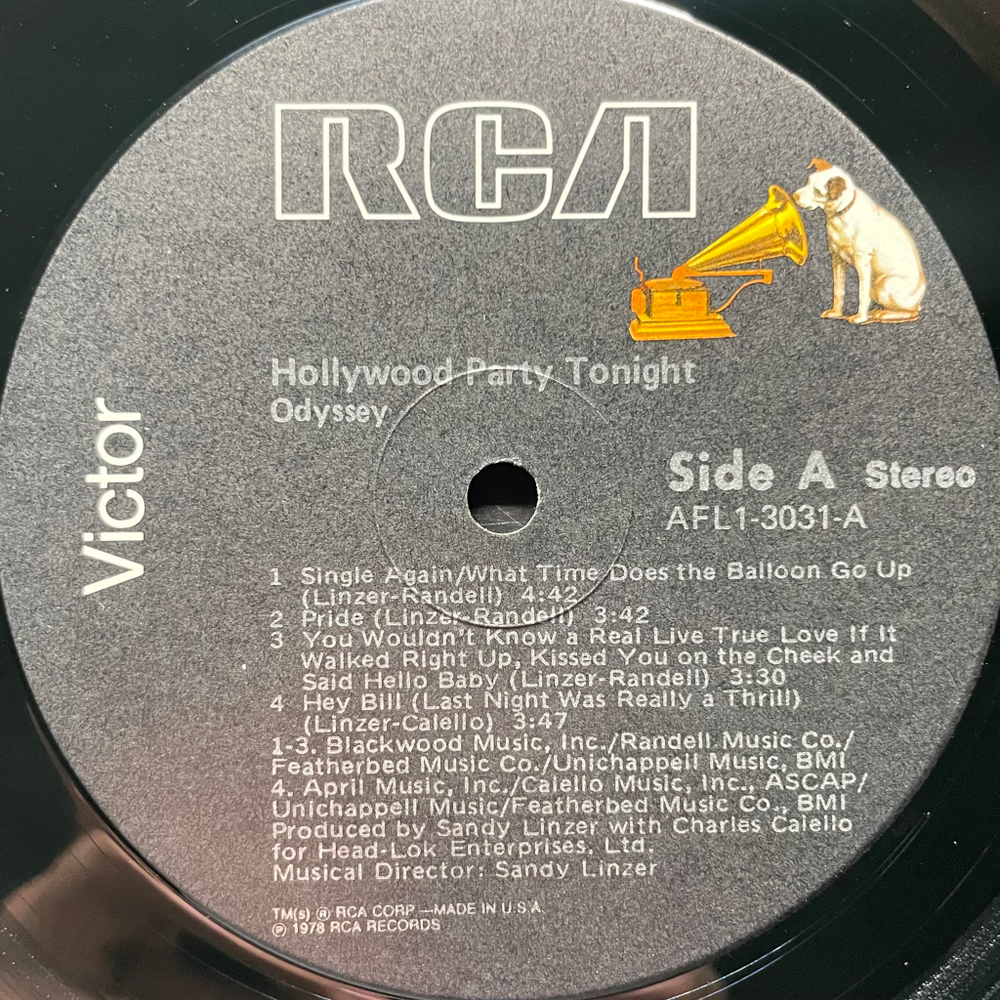 RCA
Victor
Hollywood Party Tonight
Odyssey
Side A Stereo
AFL1-3031-A
1 Single Again/What Time Does the Balloon Go Up
(Linzer-Randell) 4:42
2 Pride (Linzer-Randell) 3:42
3 You Wouldn't Know a Real Live True Love If It
Walked Right Up, Kissed You on the Cheek and
Said Hello Baby (Linzer-Randell) 3:30
4 Hey Bill (Last Night Was Really a Thrill)
(Linzer-Calello) 3:47
1-3. Blackwood Music, Inc./Randell Music Co./
Featherbed Music Co./Unichappell Music, BMI
4. April Music, Inc./Calello Music, Inc., ASCAP/
Unichappell Music/Featherbed Music Co., BMI
Produced by Sandy Linzer with Charles Calello
for Head-Lok Enterprises, Ltd.
Musical Director: Sandy Linzer
TM(s) ® RCA CORP.—MADE IN U.S.A.
℗ 1978 RCA RECORDS